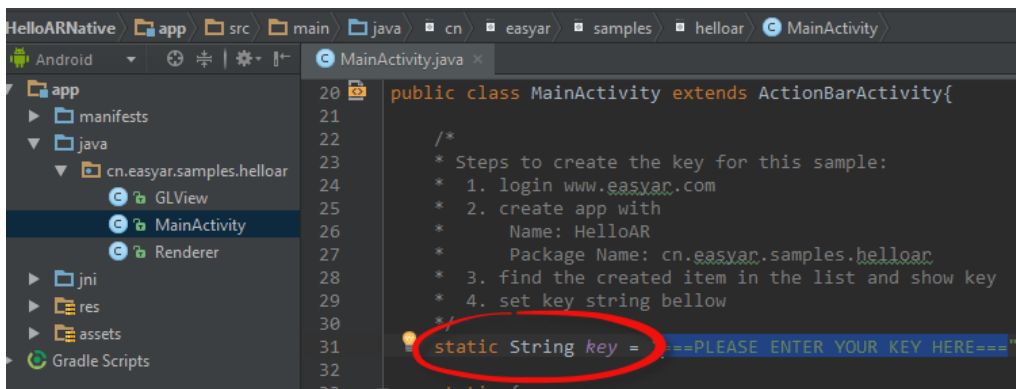 HelloARNative app src main java cn easyar samples helloar MainActivity
Android
MainActivity.java
app
manifests
java
cn.easyar.samples.helloar
GLView
MainActivity
Renderer
jni
res
assets
Gradle Scripts
20 public class MainActivity extends ActionBarActivity{
21
22 /*
23 * Steps to create the key for this sample:
24 * 1. login www.easyar.com
25 * 2. create app with
26 * Name: HelloAR
27 * Package Name: cn.easyar.samples.helloar
28 * 3. find the created item in the list and show key
29 * 4. set key string bellow
30 */
31 static String key = "===PLEASE ENTER YOUR KEY HERE==="
32